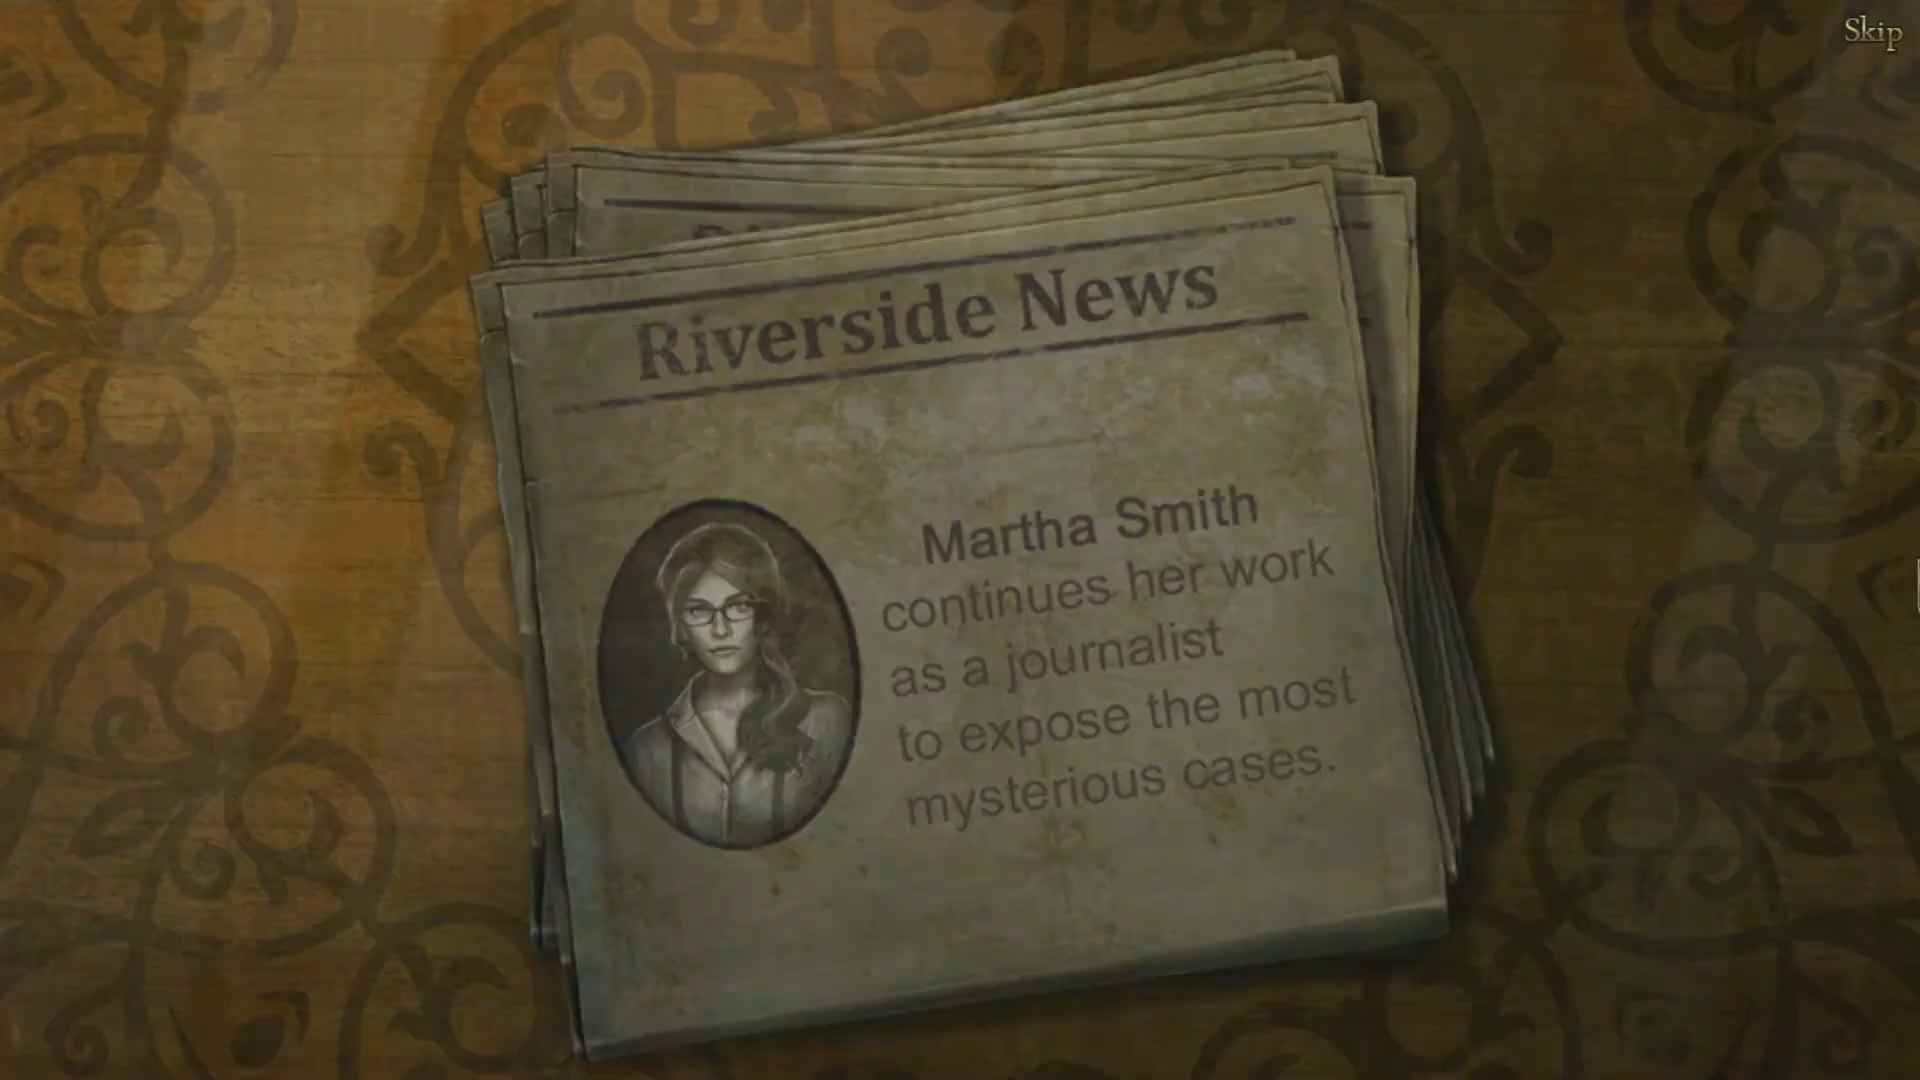 Skip
Riverside News
Martha Smith
continues her work
as a journalist
to expose the most
mysterious cases.